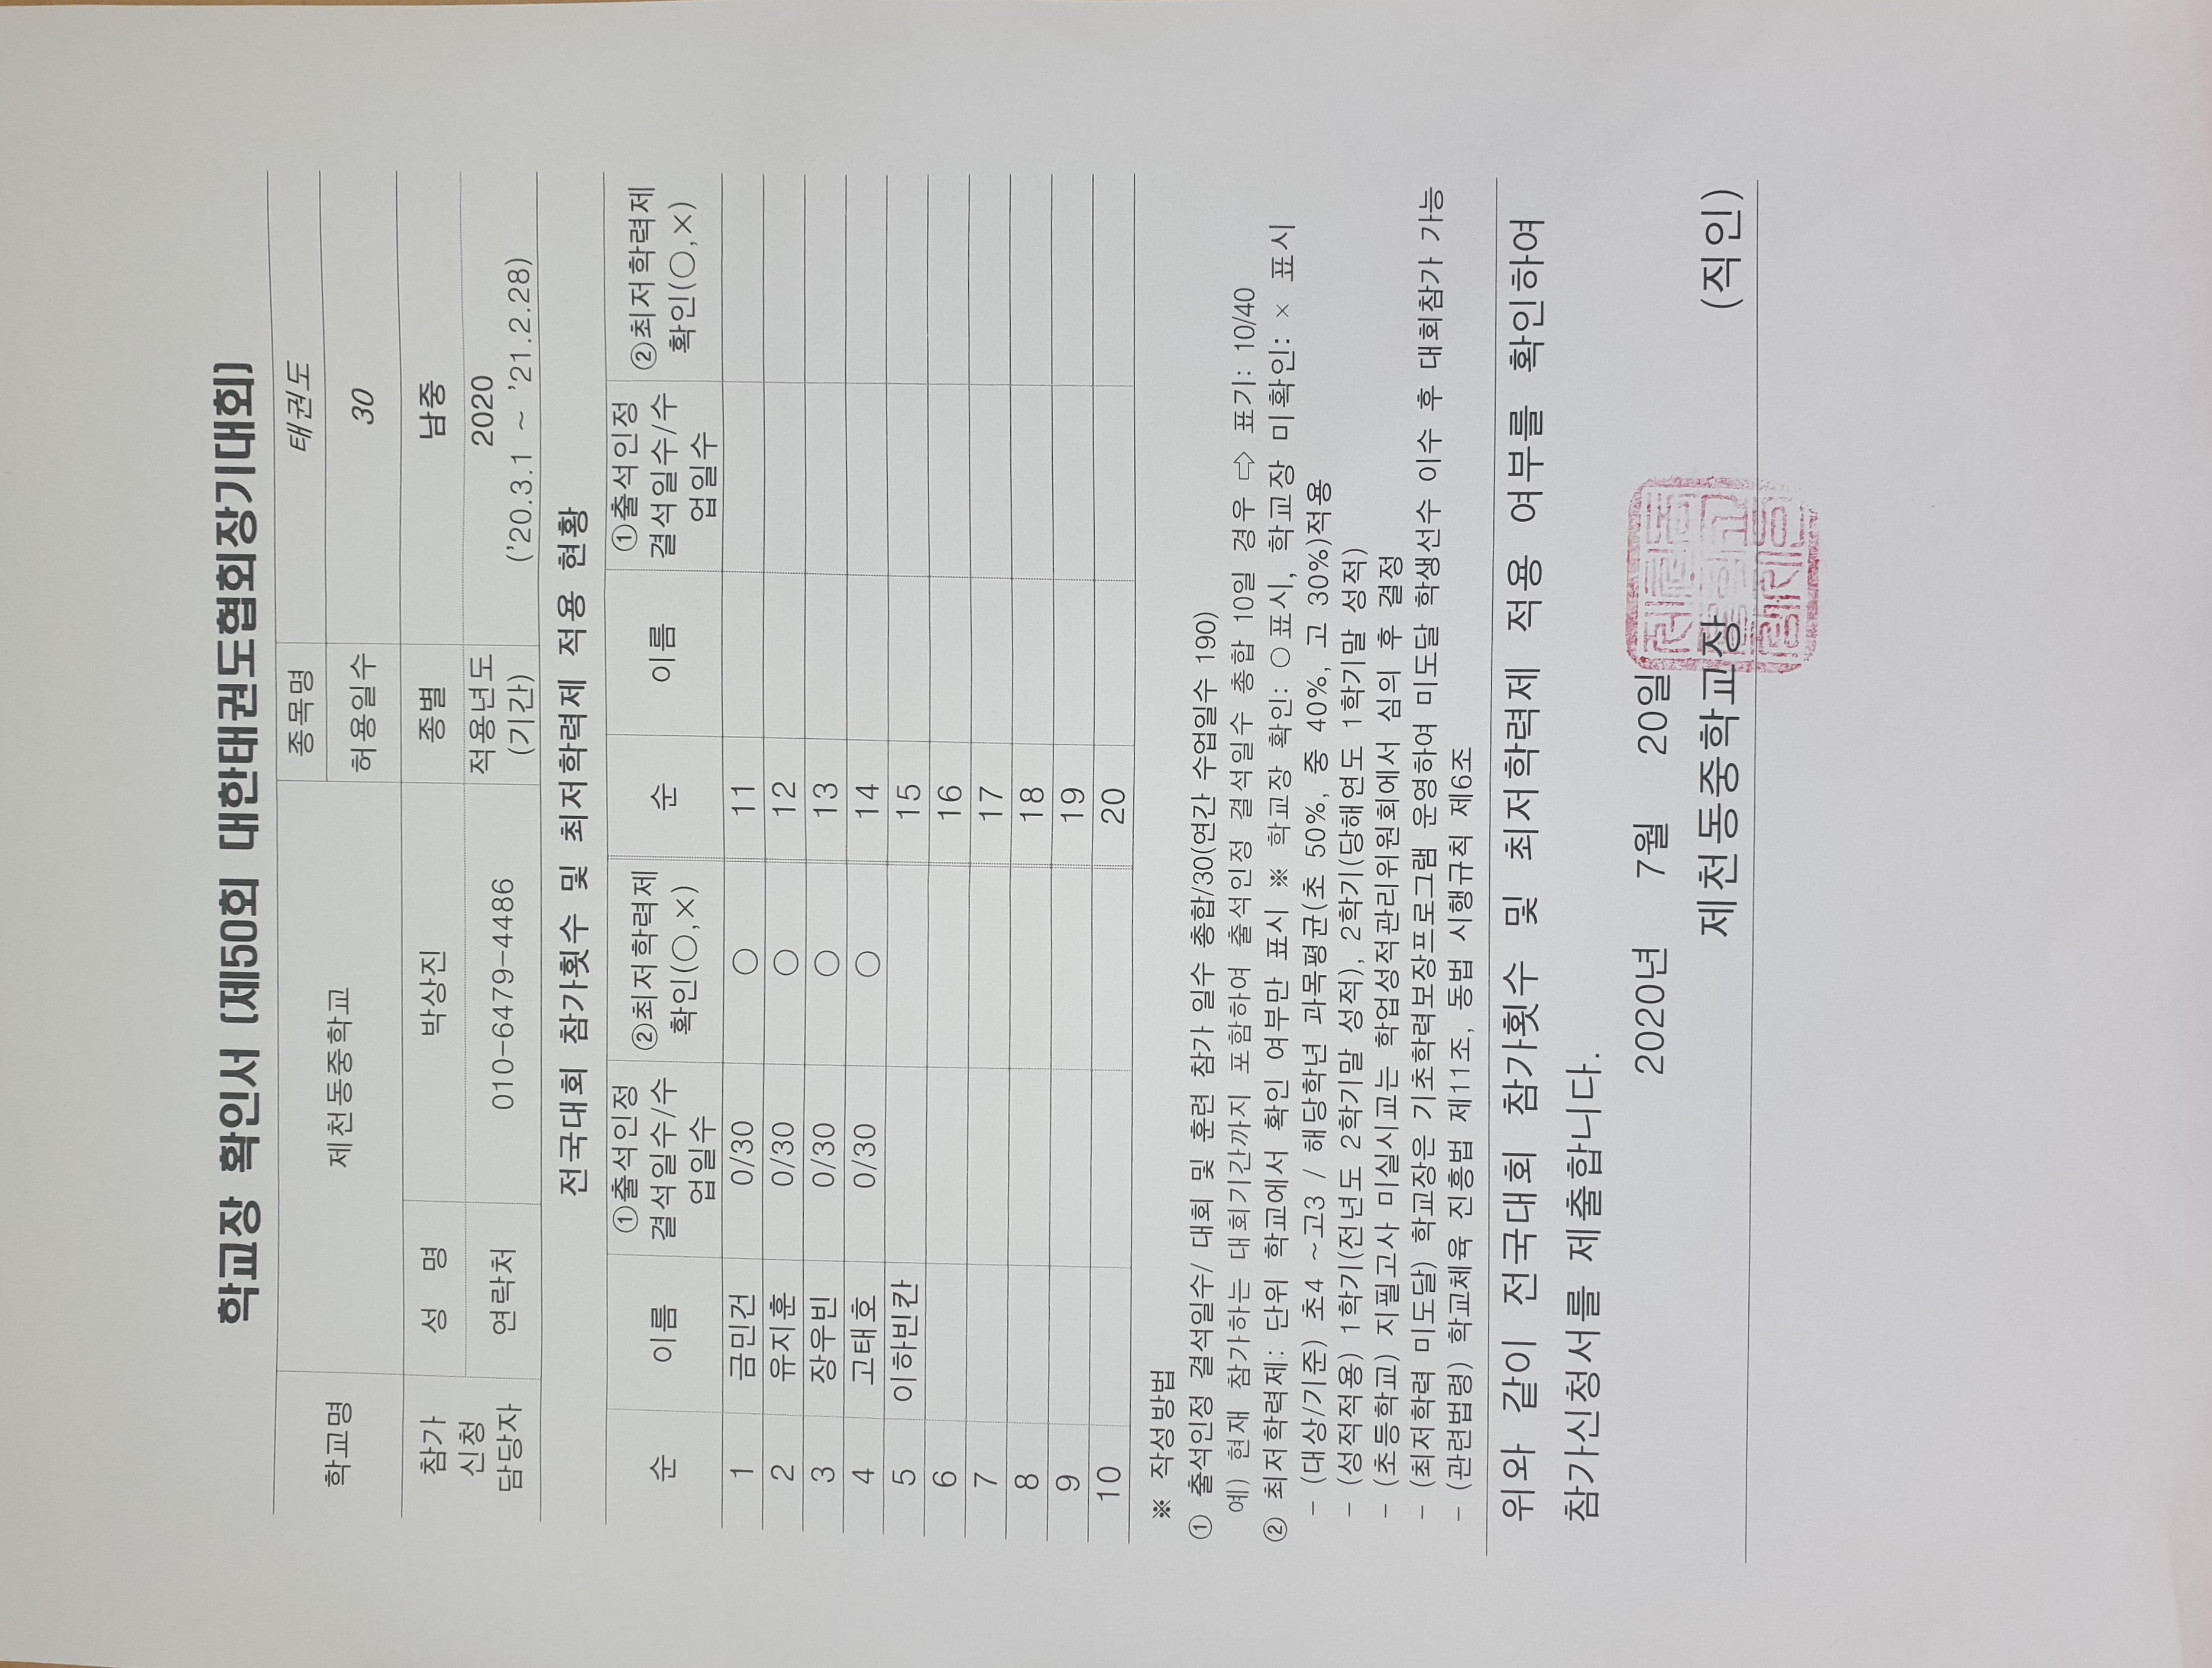 학교장 확인서 (제50회 대한태권도협회장기대회)
학교명 제천동중학교 종목명 태권도
허용일수 30
참가 신청 담당자 성 명 박상진 종별 남중
연락처 010-6479-4486 적용년도 (기간) 2020 ('20.3.1 ~ '21.2.28)
전국대회 참가횟수 및 최저학력제 적용 현황
순 이름 ①출석인정 결석일수/수업일수 ②최저학력제 확인(○,×) 순 이름 ①출석인정 결석일수/수업일수 ②최저학력제 확인(○,×)
1 금민건 0/30 ○ 11
2 유지훈 0/30 ○ 12
3 장우빈 0/30 ○ 13
4 고태호 0/30 ○ 14
5 이하빈칸 15
6 16
7 17
8 18
9 19
10 20
※ 작성방법
① 출석인정 결석일수/ 대회 및 훈련 참가 일수 총합/30(연간 수업일수 190)
예) 현재 참가하는 대회기간까지 포함하여 출석인정 결석일수 총합 10일 경우 ⇨ 표기: 10/40
② 최저학력제: 단위 학교에서 확인 여부만 표시 ※ 학교장 확인: ○표시, 학교장 미확인: × 표시
- (대상/기준) 초4 ~고3 / 해당학년 과목평균(초 50%, 중 40%, 고 30%)적용
- (성적적용) 1학기(전년도 2학기말 성적), 2학기(당해연도 1학기말 성적)
- (초등학교) 지필고사 미실시교는 학업성적관리위원회에서 심의 후 결정
- (최저학력 미도달) 학교장은 기초학력보장프로그램 운영하여 미도달 학생선수 이수 후 대회참가 가능
- (관련법령) 학교체육 진흥법 제11조, 동법 시행규칙 제6조
위와 같이 전국대회 참가횟수 및 최저학력제 적용 여부를 확인하여
참가신청서를 제출합니다.
2020년 7월 20일
제천동중학교장 (직인)